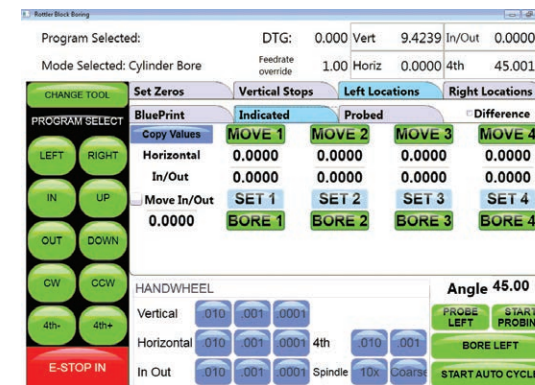 Rottler Block Boring
Program Selected: DTG: 0.000 Vert 9.4239 In/Out 0.0000
Mode Selected: Cylinder Bore Feedrate override 1.00 Horiz 0.0000 4th 45.001
CHANGE TOOL Set Zeros Vertical Stops Left Locations Right Locations
PROGRAM SELECT BluePrint Indicated Probed Difference
Copy Values MOVE 1 MOVE 2 MOVE 3 MOVE 4
LEFT RIGHT Horizontal 0.0000 0.0000 0.0000 0.0000
In/Out 0.0000 0.0000 0.0000 0.0000
IN UP Move In/Out SET 1 SET 2 SET 3 SET 4
0.0000 BORE 1 BORE 2 BORE 3 BORE 4
OUT DOWN
CW CCW HANDWHEEL Angle 45.00
Vertical .010 .001 .0001 PROBE LEFT START PROBIN
4th- 4th+ Horizontal .010 .001 .0001 4th .010 .001 BORE LEFT
E-STOP IN In Out .010 .001 .0001 Spindle 10x Coarse START AUTO CYCLE